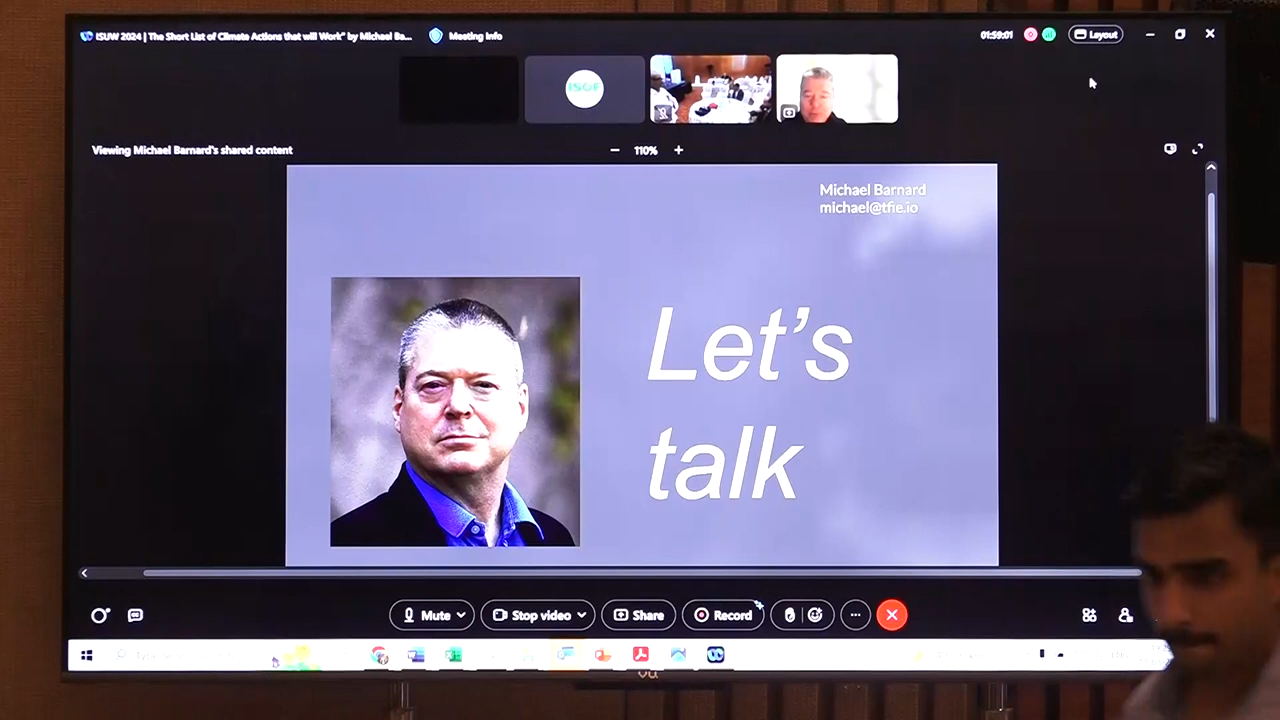 ISUW 2024 | The Short List of Climate Actions that will Work" by Michael Ba...
Meeting Info
01:59:01
Layout
ISGF
Viewing Michael Barnard's shared content
110%
Michael Barnard
michael@tfie.io
Let's
talk
Mute
Stop video
Share
Record